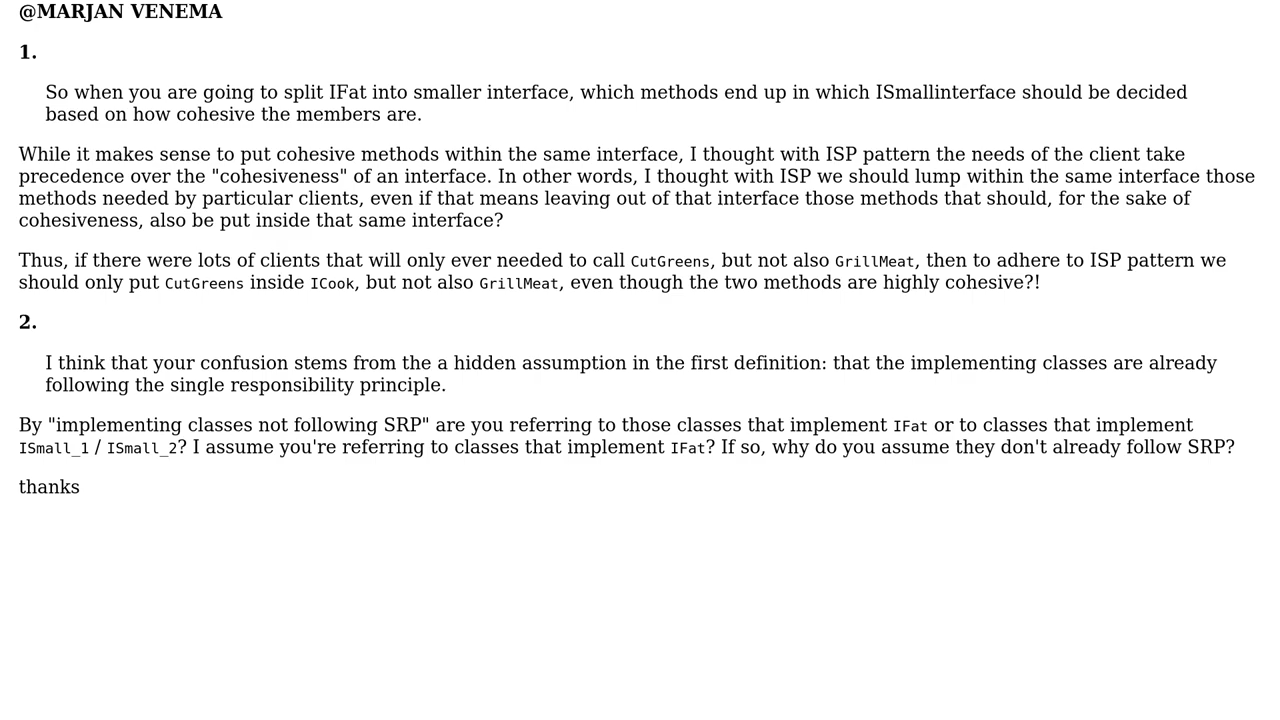 @MARJAN VENEMA
1.
So when you are going to split IFat into smaller interface, which methods end up in which ISmallinterface should be decided
based on how cohesive the members are.
While it makes sense to put cohesive methods within the same interface, I thought with ISP pattern the needs of the client take
precedence over the "cohesiveness" of an interface. In other words, I thought with ISP we should lump within the same interface those
methods needed by particular clients, even if that means leaving out of that interface those methods that should, for the sake of
cohesiveness, also be put inside that same interface?
Thus, if there were lots of clients that will only ever needed to call CutGreens, but not also GrillMeat, then to adhere to ISP pattern we
should only put CutGreens inside ICook, but not also GrillMeat, even though the two methods are highly cohesive?!
2.
I think that your confusion stems from the a hidden assumption in the first definition: that the implementing classes are already
following the single responsibility principle.
By "implementing classes not following SRP" are you referring to those classes that implement IFat or to classes that implement
ISmall_1 / ISmall_2? I assume you're referring to classes that implement IFat? If so, why do you assume they don't already follow SRP?
thanks